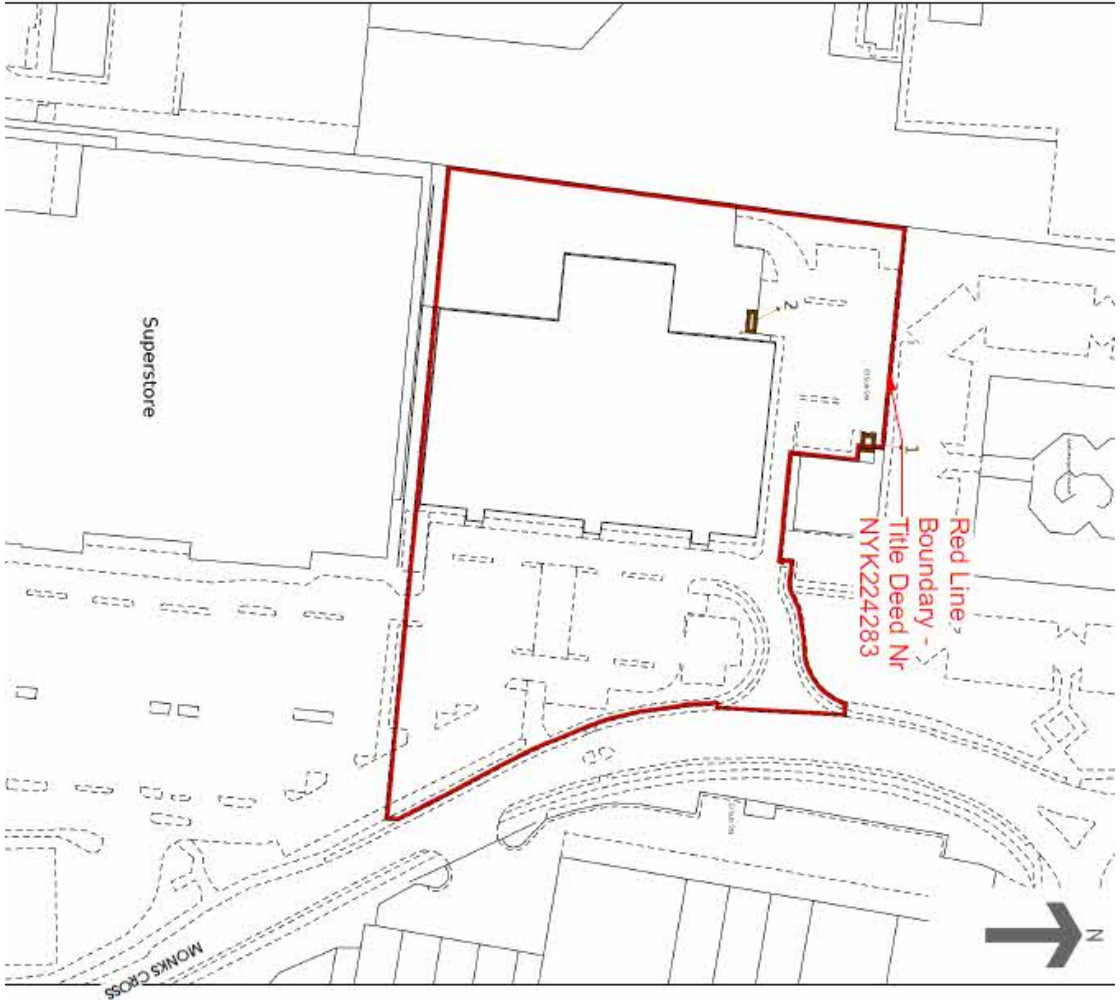 Superstore
2
1
Red Line
Boundary -
Title Deed Nr
NYK224283
MONKS CROSS
N